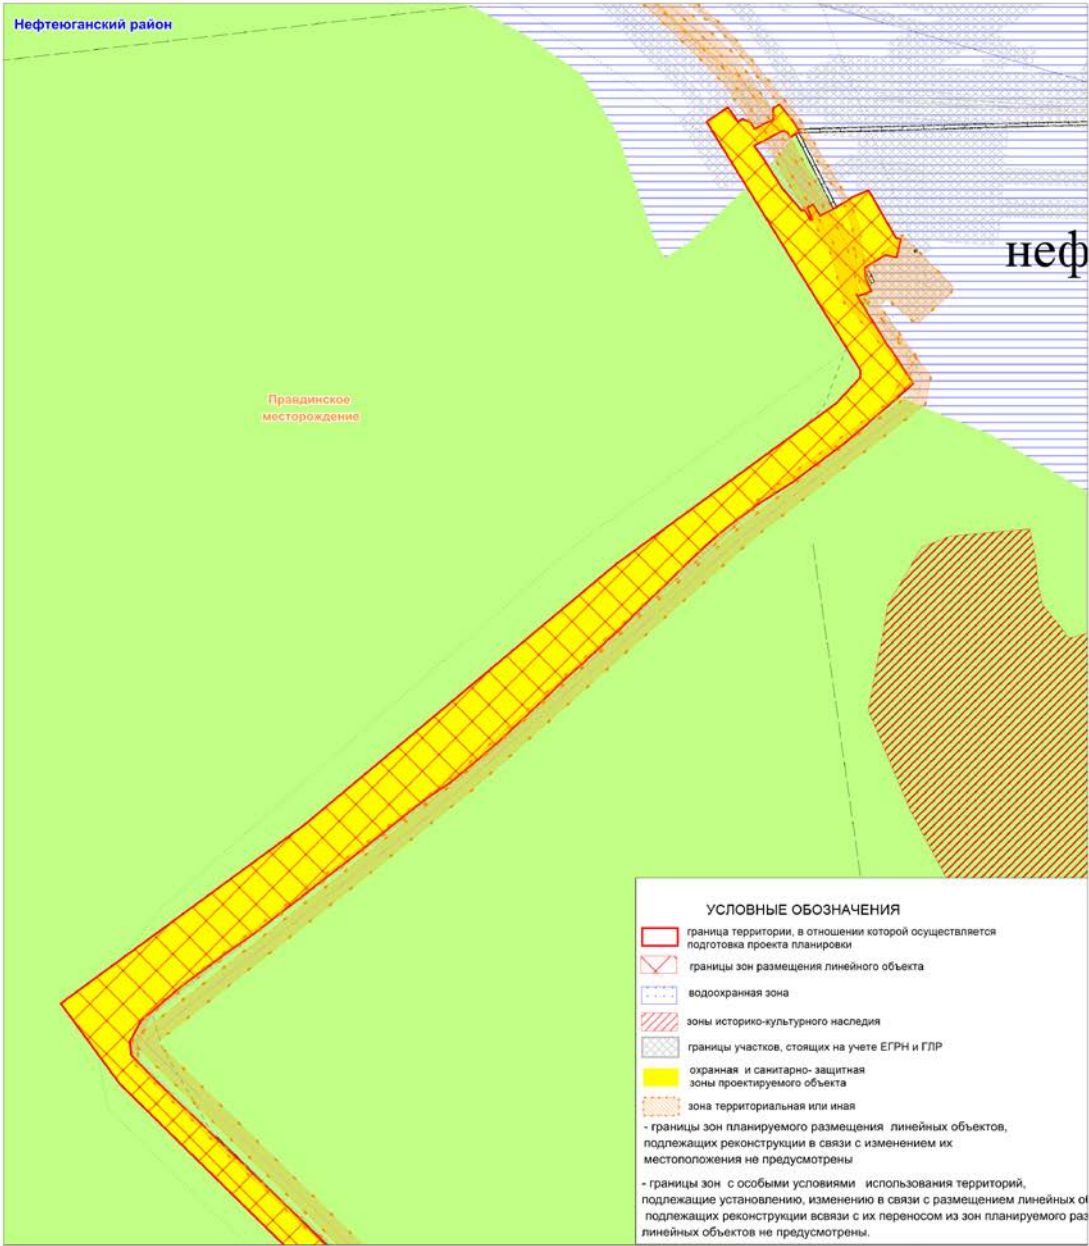 Нефтеюганский район
неф
Правдинское
месторождение
УСЛОВНЫЕ ОБОЗНАЧЕНИЯ
граница территории, в отношении которой осуществляется
подготовка проекта планировки
границы зон размещения линейного объекта
водоохранная зона
зоны историко-культурного наследия
границы участков, стоящих на учете ЕГРН и ГЛР
охранная и санитарно- защитная
зоны проектируемого объекта
зона территориальная или иная
- границы зон планируемого размещения линейных объектов,
подлежащих реконструкции в связи с изменением их
местоположения не предусмотрены
- границы зон с особыми условиями использования территорий,
подлежащие установлению, изменению в связи с размещением линейных об
подлежащих реконструкции всвязи с их переносом из зон планируемого раз
линейных объектов не предусмотрены.